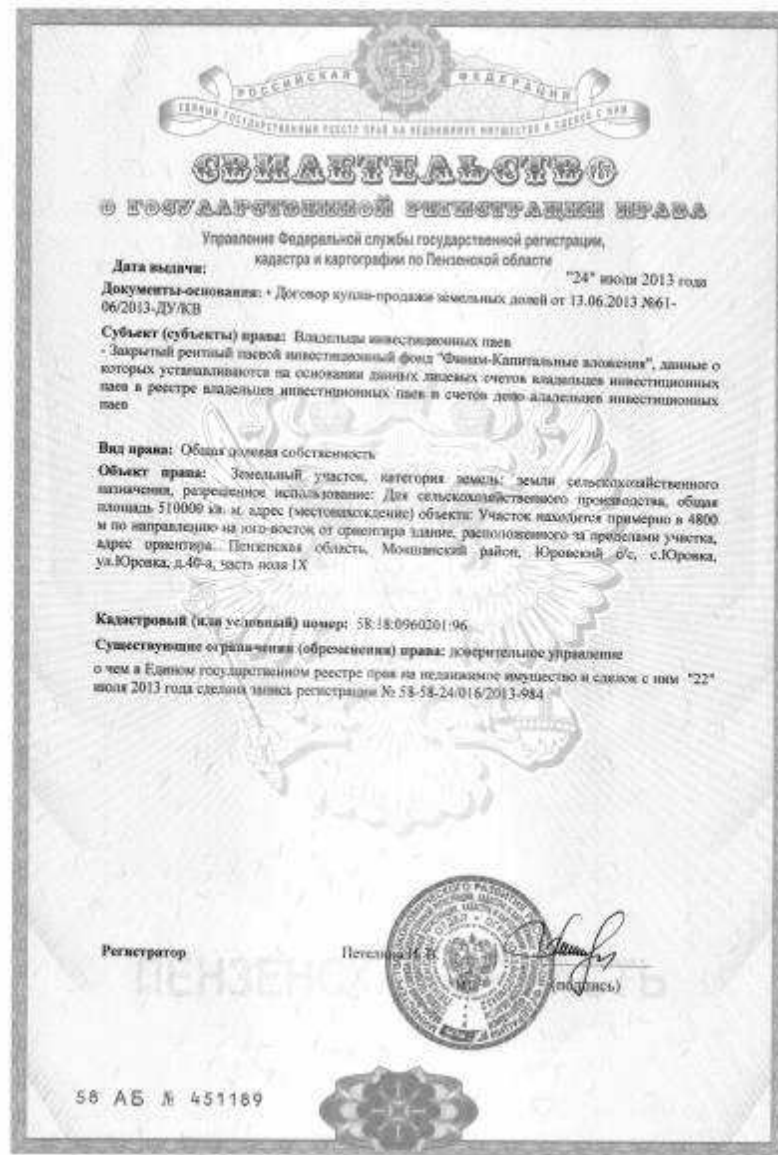 РОССИЙСКАЯ ФЕДЕРАЦИЯ
ЕДИНЫЙ ГОСУДАРСТВЕННЫЙ РЕЕСТР ПРАВ НА НЕДВИЖИМОЕ ИМУЩЕСТВО И СДЕЛОК С НИМ
СВИДЕТЕЛЬСТВО
О ГОСУДАРСТВЕННОЙ РЕГИСТРАЦИИ ПРАВА
Управление Федеральной службы государственной регистрации,
кадастра и картографии по Пензенской области
Дата выдачи: "24" июля 2013 года
Документы-основания: • Договор купли-продажи земельных долей от 13.06.2013 №61-
06/2013-ДУ/КВ
Субъект (субъекты) права: Владельцы инвестиционных паев
- Закрытый рентный паевой инвестиционный фонд "Финам-Капитальные вложения", данные о
которых устанавливаются на основании данных лицевых счетов владельцев инвестиционных
паев в реестре владельцев инвестиционных паев и счетов депо владельцев инвестиционных
паев
Вид права: Общая долевая собственность
Объект права: Земельный участок, категория земель: земли сельскохозяйственного
назначения, разрешенное использование: Для сельскохозяйственного производства, общая
площадь 510000 кв. м, адрес (местонахождение) объекта: Участок находится примерно в 4800
м по направлению на юго-восток от ориентира здание, расположенного за пределами участка,
адрес ориентира: Пензенская область, Мокшанский район, Юровский с/с, с.Юровка,
ул.Юровка, д.40-а, часть поля IX
Кадастровый (или условный) номер: 58:18:0960201:96
Существующие ограничения (обременения) права: доверительное управление
о чем в Едином государственном реестре прав на недвижимое имущество и сделок с ним "22"
июля 2013 года сделана запись регистрации № 58-58-24/016/2013-984
Регистратор
(подпись)
58 АБ № 451189